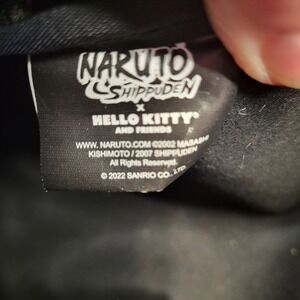 NARUTO
SHIPPUDEN
X
HELLO KITTY®
AND FRIENDS
WWW.NARUTO.COM ©2002 MASASHI
KISHIMOTO / 2007 SHIPPUDEN
All Rights Reserved.
© 2022 SANRIO CO., LTD.